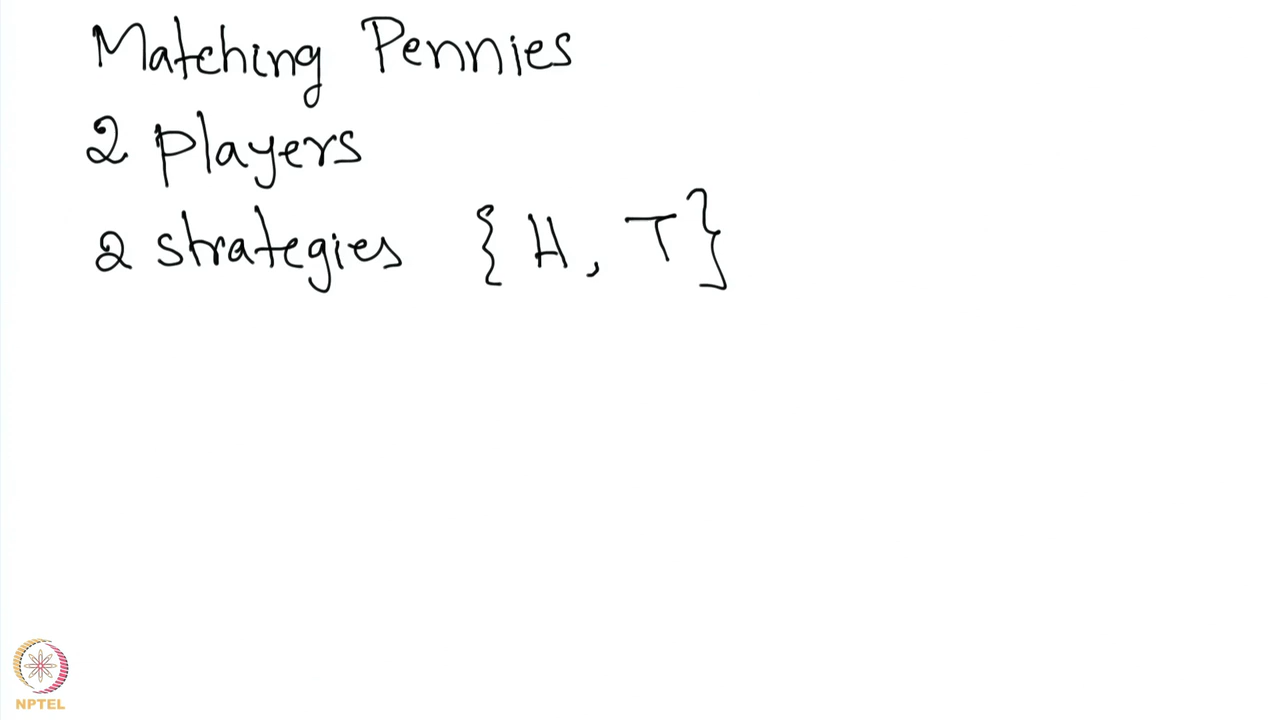 Matching Pennies
2 players
2 strategies { H, T }
NPTEL